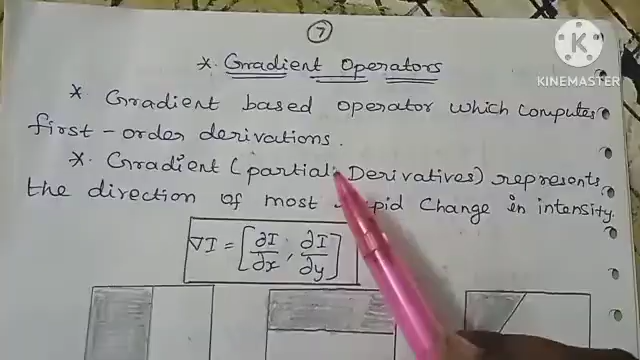 7
* Gradient Operators
* Gradient based operator which computes
first-order derivations.
* Gradient (partial Derivatives) represents
the direction of most Change in intensity.
∇I = [∂I/∂x, ∂I/∂y]
K
KINEMASTER